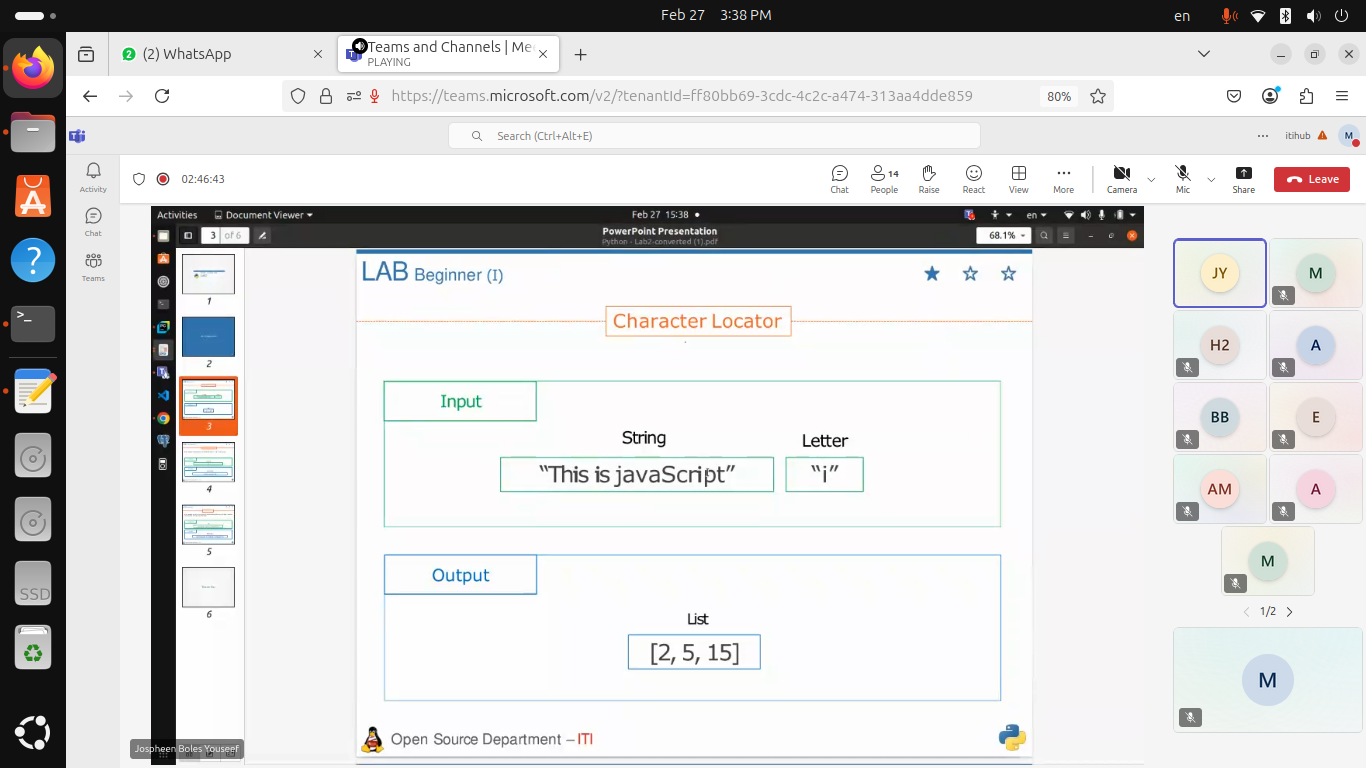 Feb 27 3:38 PM
en
(2) WhatsApp
Teams and Channels | Mee
PLAYING
https://teams.microsoft.com/v2/?tenantId=ff80bb69-3cdc-4c2c-a474-313aa4dde859
80%
Search (Ctrl+Alt+E)
itihub
M
02:46:43
Chat
14
People
Raise
React
View
More
Camera
Mic
Share
Leave
Activity
Chat
Teams
Activities
Document Viewer
Feb 27 15:38
en
3 of 6
PowerPoint Presentation
Python - Lab2-converted (1).pdf
68.1%
1
2
3
4
5
6
LAB Beginner (I)
Character Locator
Input
String
Letter
“This is javaScript”
“i”
Output
List
[2, 5, 15]
Open Source Department – ITI
Jospheen Boles Youseef
JY
M
H2
A
BB
E
AM
A
M
1/2
M
SSD